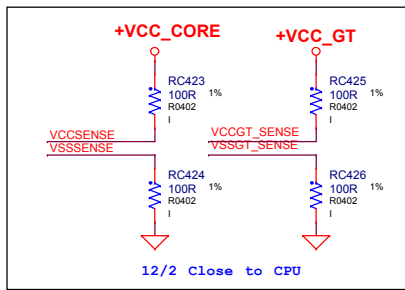 +VCC_CORE
+VCC_GT
RC423
100R 1%
R0402
I
RC425
100R 1%
R0402
I
VCCSENSE
VSSSENSE
VCCGT_SENSE
VSSGT_SENSE
RC424
100R 1%
R0402
I
RC426
100R 1%
R0402
I
12/2 Close to CPU